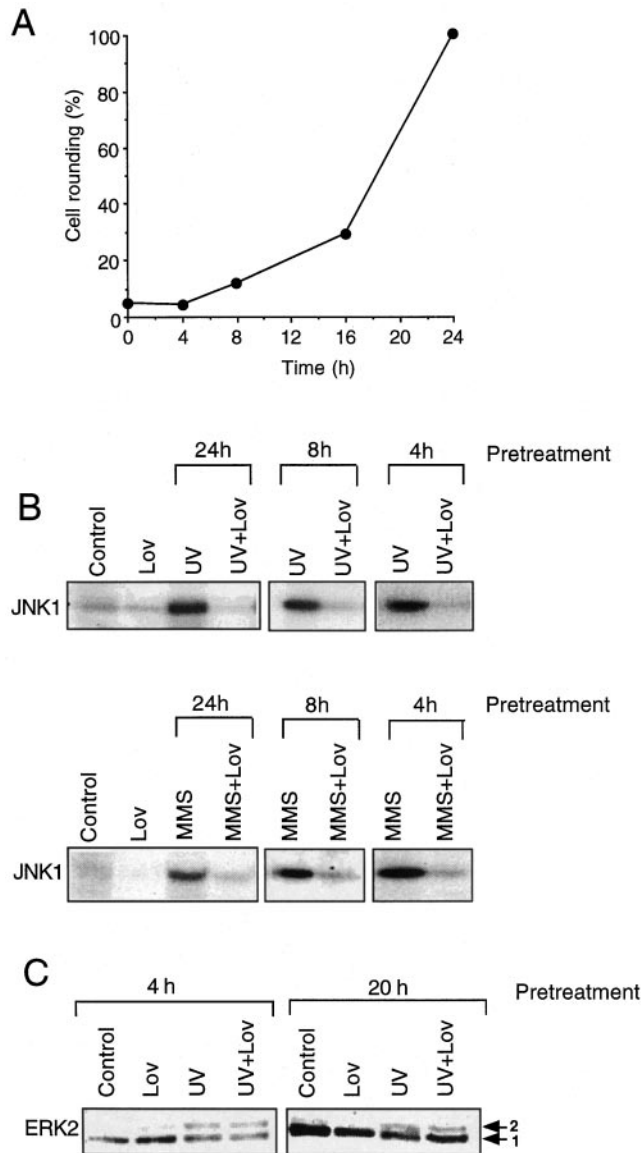 A
100
80
60
40
20
0
Cell rounding (%)
0 4 8 12 16 20 24
Time (h)
24h 8h 4h Pretreatment
B
Control Lov UV UV+Lov UV UV+Lov UV UV+Lov
JNK1
24h 8h 4h Pretreatment
Control Lov MMS MMS+Lov MMS MMS+Lov MMS MMS+Lov
JNK1
C
4h 20 h Pretreatment
Control Lov UV UV+Lov Control Lov UV UV+Lov
ERK2
2
1